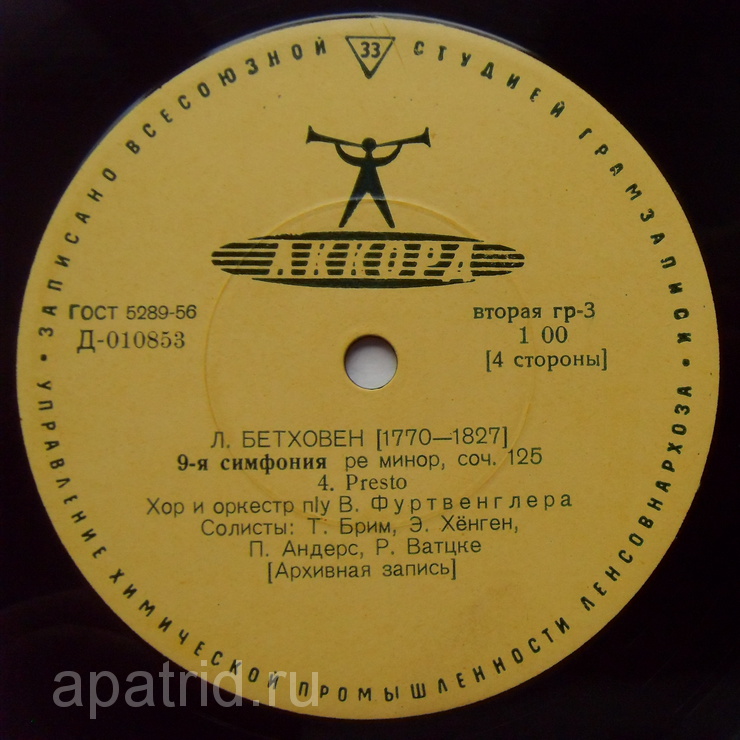 • ЗАПИСАНО ВСЕСОЮЗНОЙ СТУДИЕЙ ГРАМЗАПИСИ •
33
АККОРД
ГОСТ 5289-56
Д-010853
вторая гр-3
1 00
[4 стороны]
Л. БЕТХОВЕН [1770—1827]
9-я симфония ре минор, соч. 125
4. Presto
Хор и оркестр п/у В. Фуртвенглера
Солисты: Т. Брим, Э. Хёнген,
П. Андерс, Р. Ватцке
[Архивная запись]
УПРАВЛЕНИЕ ХИМИЧЕСКОЙ ПРОМЫШЛЕННОСТИ ЛЕНСОВНАРХОЗА
apatrid.ru